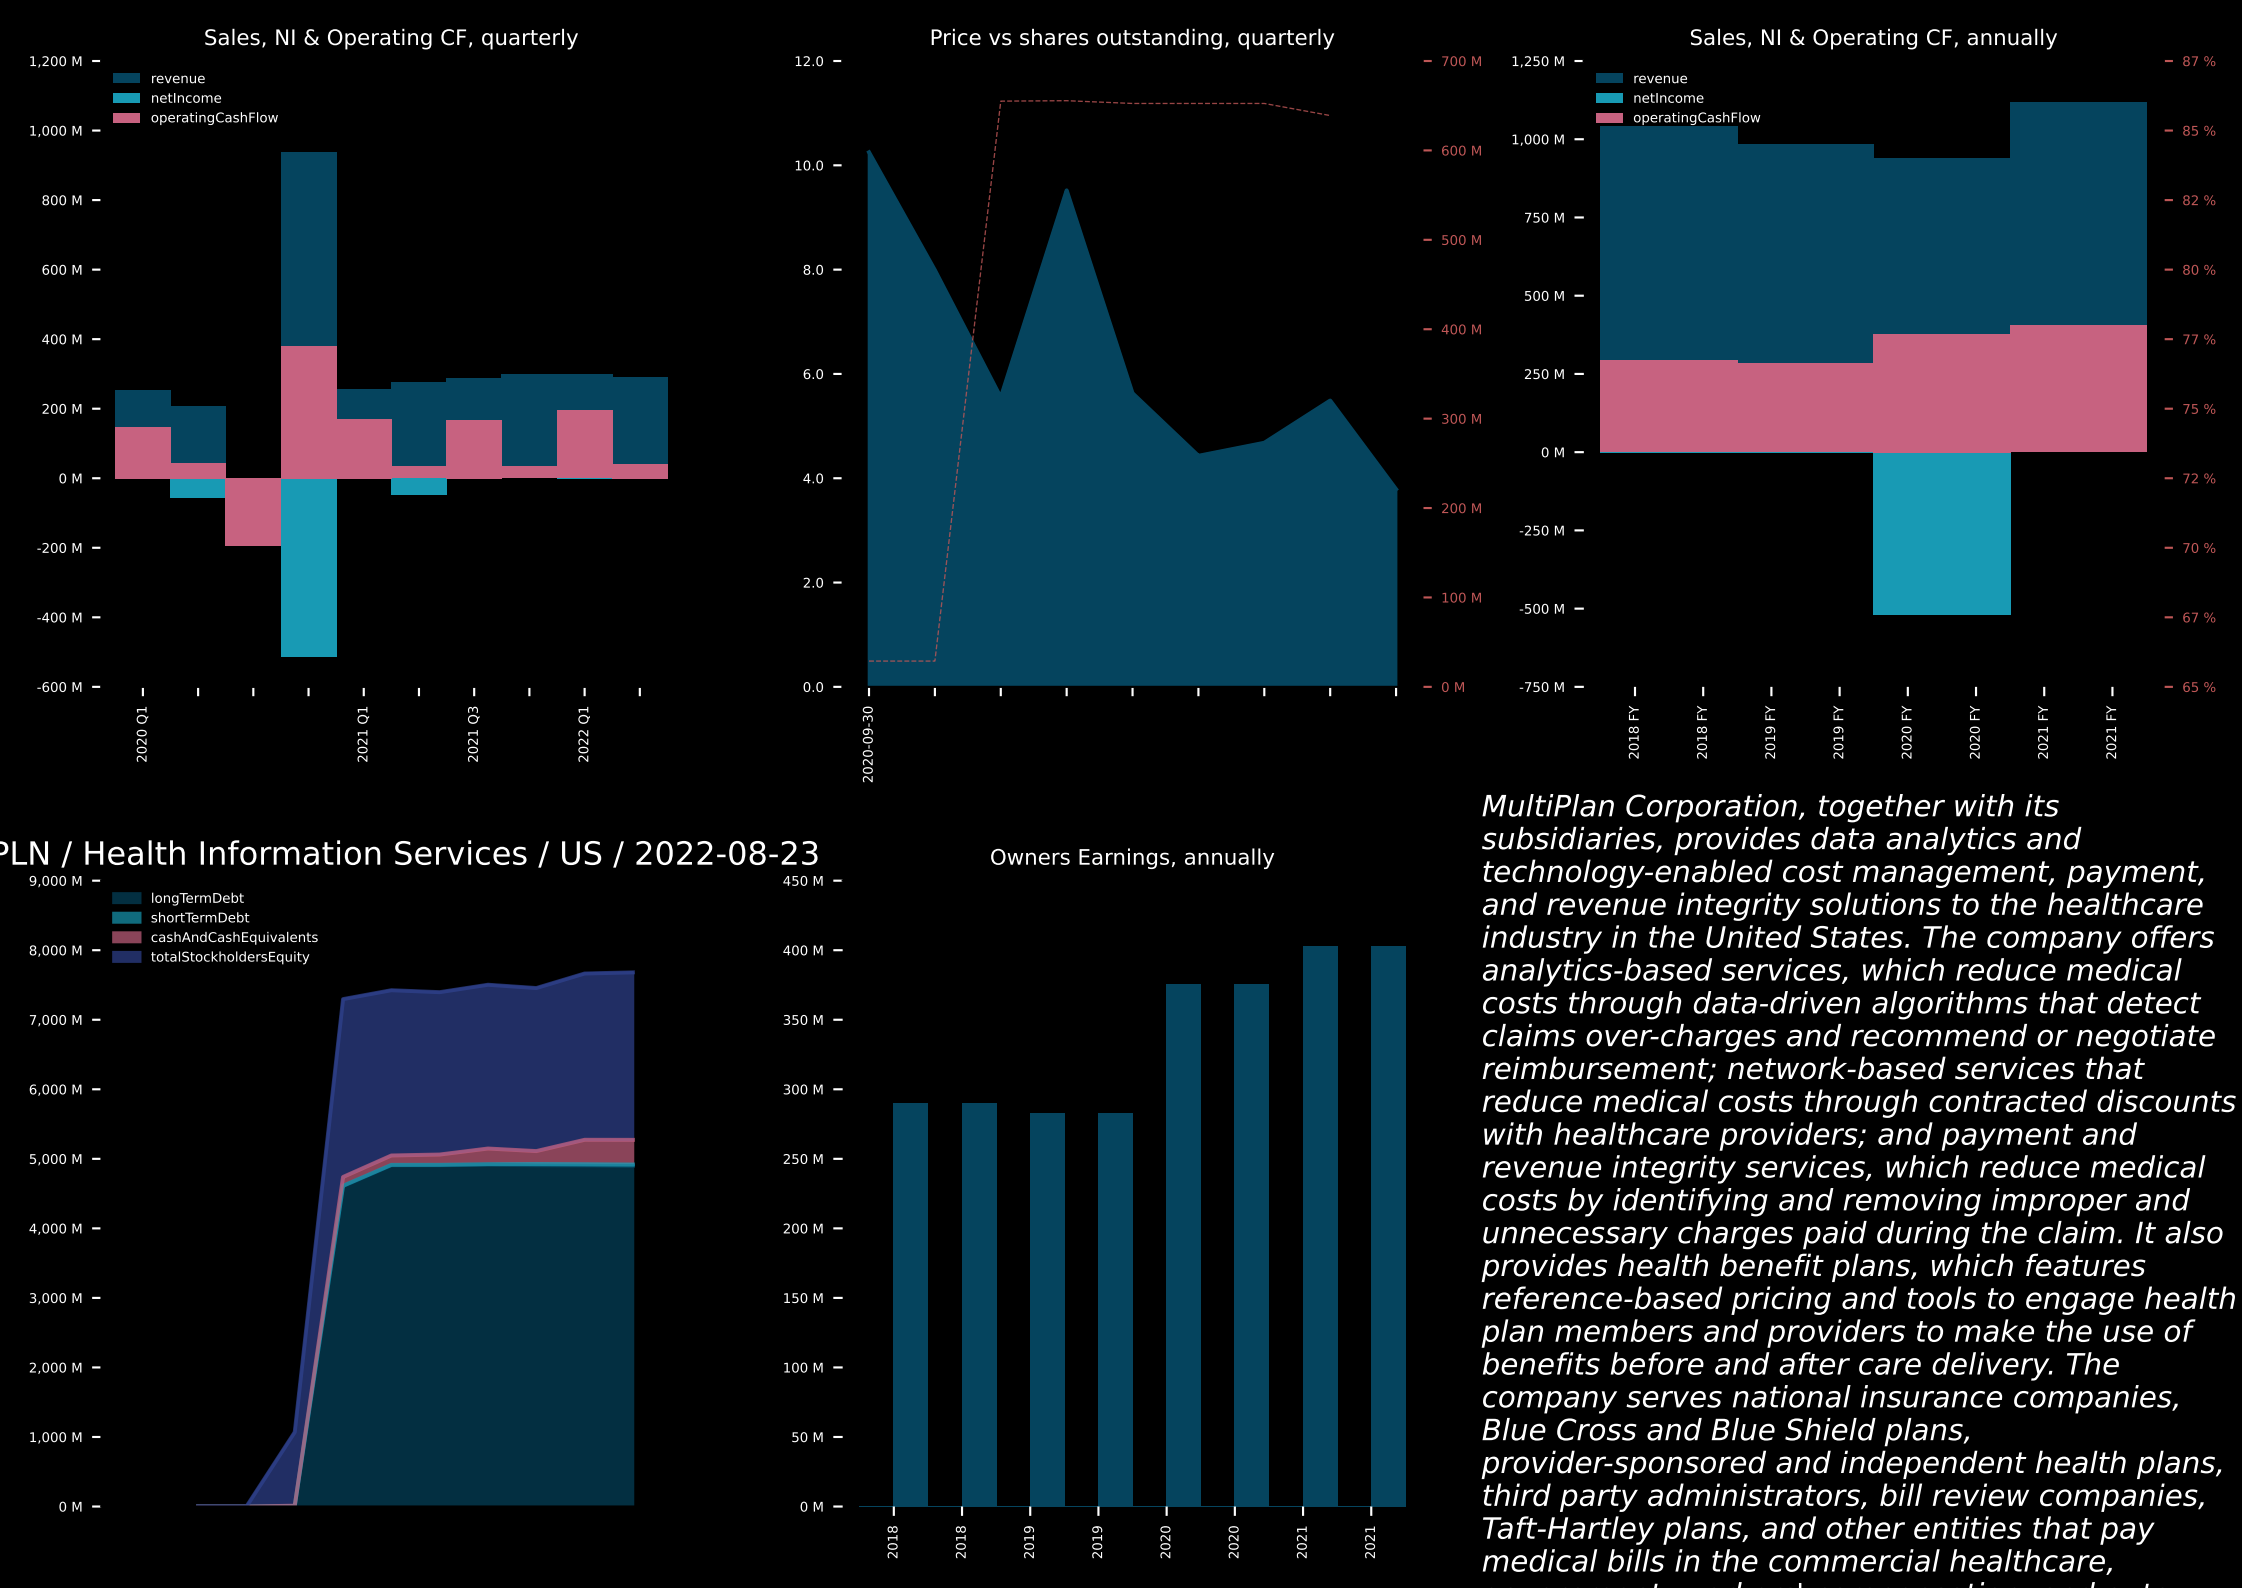 Sales, NI & Operating CF, quarterly
1,200 M
1,000 M
800 M
600 M
400 M
200 M
0 M
-200 M
-400 M
-600 M
revenue
netIncome
operatingCashFlow
2020 Q1
2021 Q1
2021 Q3
2022 Q1
Price vs shares outstanding, quarterly
12.0
10.0
8.0
6.0
4.0
2.0
0.0
700 M
600 M
500 M
400 M
300 M
200 M
100 M
0 M
2020-09-30
Sales, NI & Operating CF, annually
1,250 M
1,000 M
750 M
500 M
250 M
0 M
-250 M
-500 M
-750 M
revenue
netIncome
operatingCashFlow
87 %
85 %
82 %
80 %
77 %
75 %
72 %
70 %
67 %
65 %
2018 FY
2018 FY
2019 FY
2019 FY
2020 FY
2020 FY
2021 FY
2021 FY
PLN / Health Information Services / US / 2022-08-23
9,000 M
8,000 M
7,000 M
6,000 M
5,000 M
4,000 M
3,000 M
2,000 M
1,000 M
0 M
longTermDebt
shortTermDebt
cashAndCashEquivalents
totalStockholdersEquity
Owners Earnings, annually
450 M
400 M
350 M
300 M
250 M
200 M
150 M
100 M
50 M
0 M
2018
2018
2019
2019
2020
2020
2021
2021
MultiPlan Corporation, together with its
subsidiaries, provides data analytics and
technology-enabled cost management, payment,
and revenue integrity solutions to the healthcare
industry in the United States. The company offers
analytics-based services, which reduce medical
costs through data-driven algorithms that detect
claims over-charges and recommend or negotiate
reimbursement; network-based services that
reduce medical costs through contracted discounts
with healthcare providers; and payment and
revenue integrity services, which reduce medical
costs by identifying and removing improper and
unnecessary charges paid during the claim. It also
provides health benefit plans, which features
reference-based pricing and tools to engage health
plan members and providers to make the use of
benefits before and after care delivery. The
company serves national insurance companies,
Blue Cross and Blue Shield plans,
provider-sponsored and independent health plans,
third party administrators, bill review companies,
Taft-Hartley plans, and other entities that pay
medical bills in the commercial healthcare,